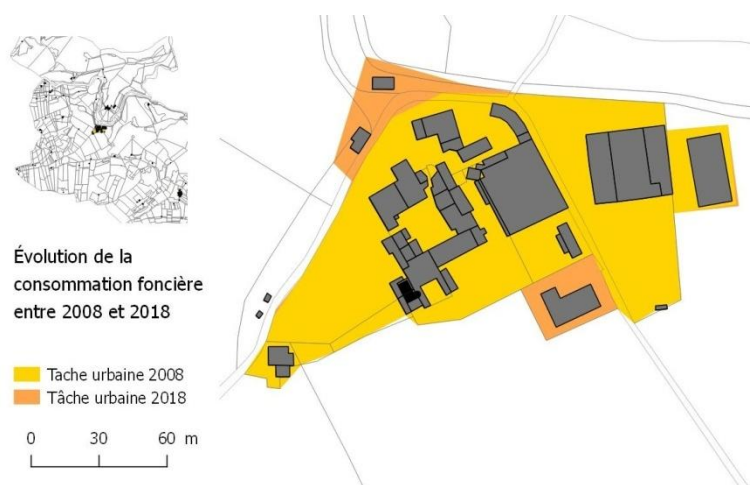 Évolution de la
consommation foncière
entre 2008 et 2018
Tache urbaine 2008
Tâche urbaine 2018
0 30 60 m